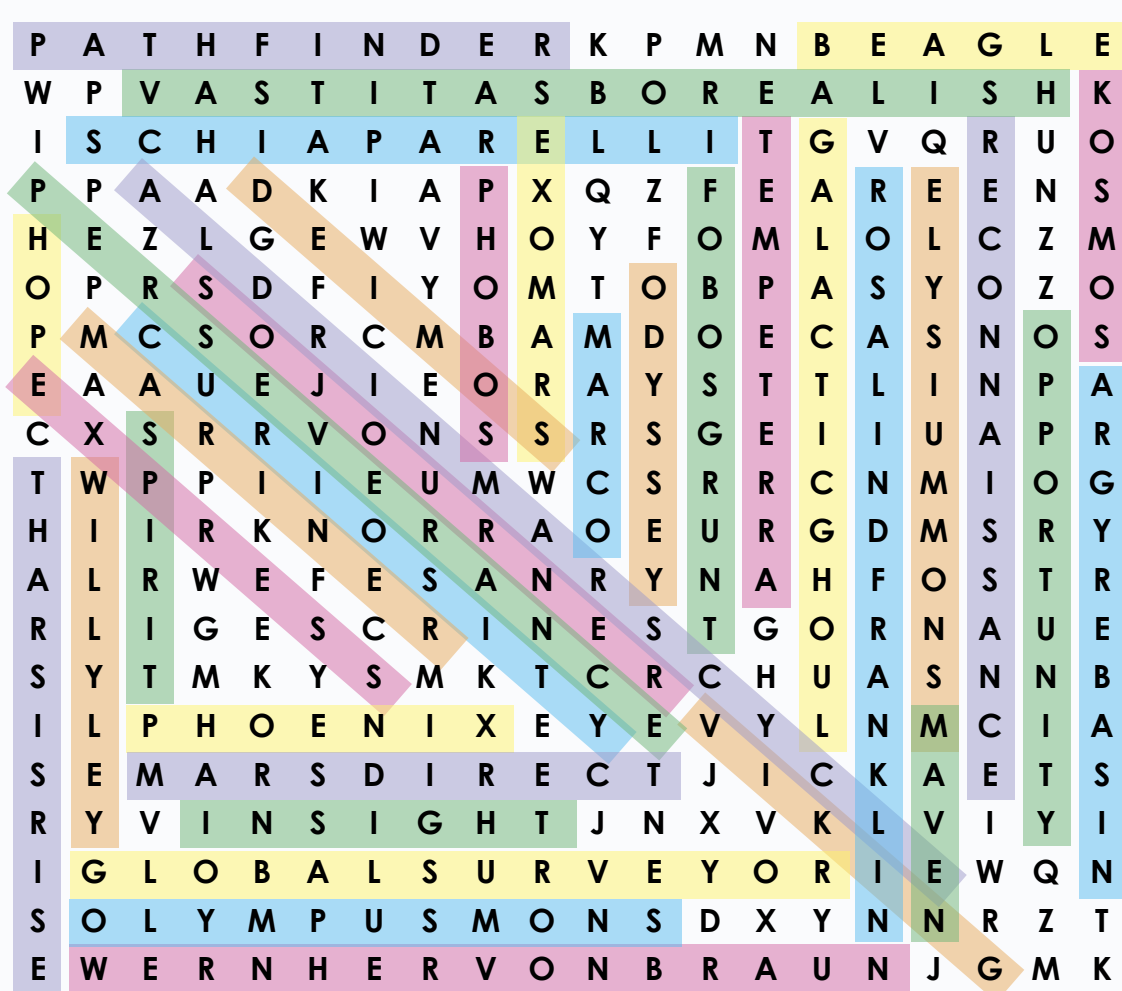 P A T H F I N D E R K P M N B E A G L E
W P V A S T I T A S B O R E A L I S H K
I S C H I A P A R E L L I T G V Q R U O
P P A A D K I A P X Q Z F E A R E E N S
H E Z L G E W V H O Y F O M L O L C Z M
O P R S D F I Y O M T O B P A S Y O Z O
P M C S O R C M B A M D O E C A S N O S
E A A U E J I E O R A Y S T T L I N P A
C X S R R V O N S S R S G E I I U A P R
T W P P I I E U M W C S R R C N M I O G
H I I R K N O R R A O E U R G D M S R Y
A L R W E F E S A N R Y N A H F O S T R
R L I G E S C R I N E S T G O R N A U E
S Y T M K Y S M K T C R C H U A S N N B
I L P H O E N I X E Y E V Y L N M C I A
S E M A R S D I R E C T J I C K A E T S
R Y V I N S I G H T J N X V K L V I Y I
I G L O B A L S U R V E Y O R I E W Q N
S O L Y M P U S M O N S D X Y N N R Z T
E W E R N H E R V O N B R A U N J G M K